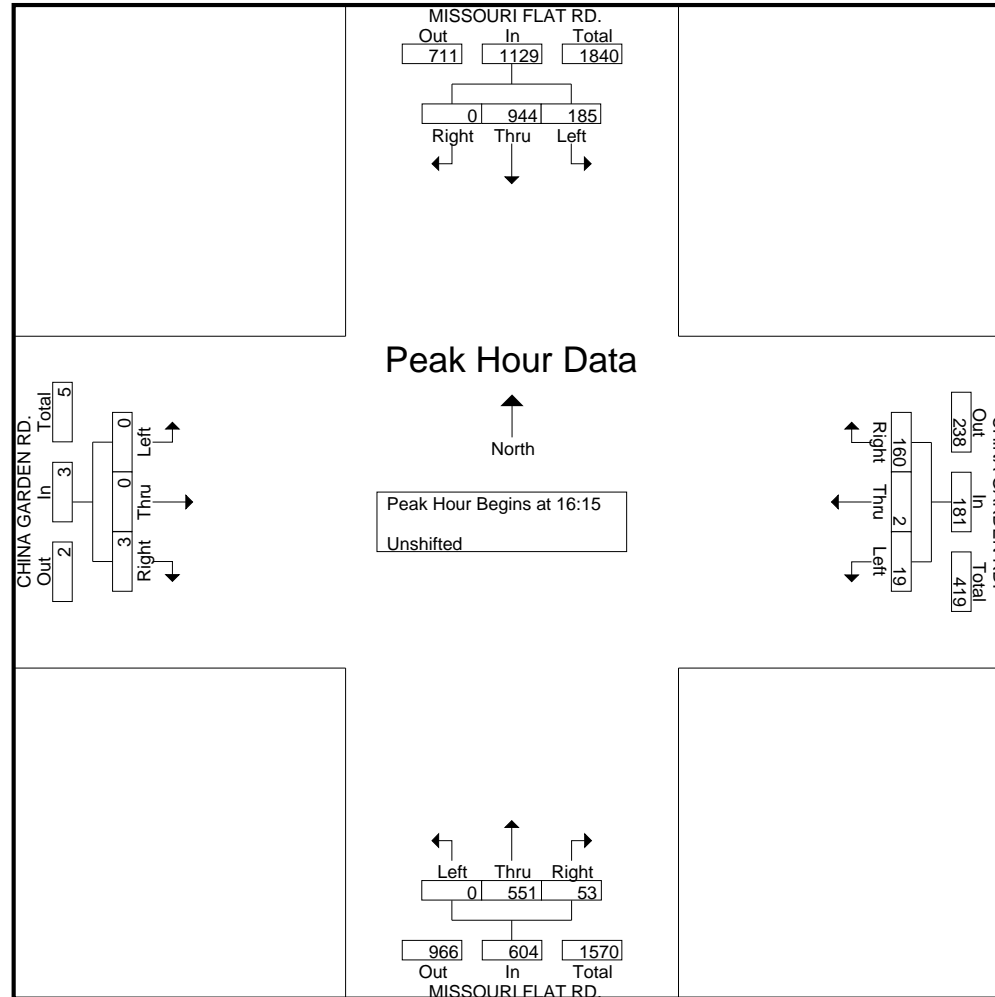 MISSOURI FLAT RD.
Out In Total
711 1129 1840
0 944 185
Right Thru Left
Peak Hour Data
North
Peak Hour Begins at 16:15
Unshifted
CHINA GARDEN RD.
Total In Out
5 3 2
0 0 3
Left Thru Right
Right Thru Left
160 2 19
Out In Total
238 181 419
Left Thru Right
0 551 53
966 604 1570
Out In Total
MISSOURI FLAT RD.